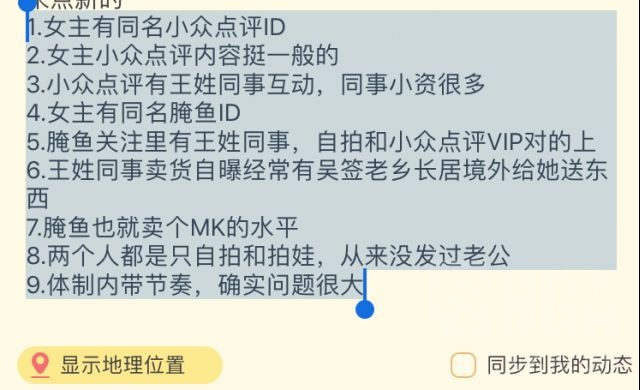 来点新的
1.女主有同名小众点评ID
2.女主小众点评内容挺一般的
3.小众点评有王姓同事互动，同事小资很多
4.女主有同名腌鱼ID
5.腌鱼关注里有王姓同事，自拍和小众点评VIP对的上
6.王姓同事卖货自曝经常有吴签老乡长居境外给她送东
西
7.腌鱼也就卖个MK的水平
8.两个人都是只自拍和拍娃，从来没发过老公
9.体制内带节奏，确实问题很大
显示地理位置
同步到我的动态